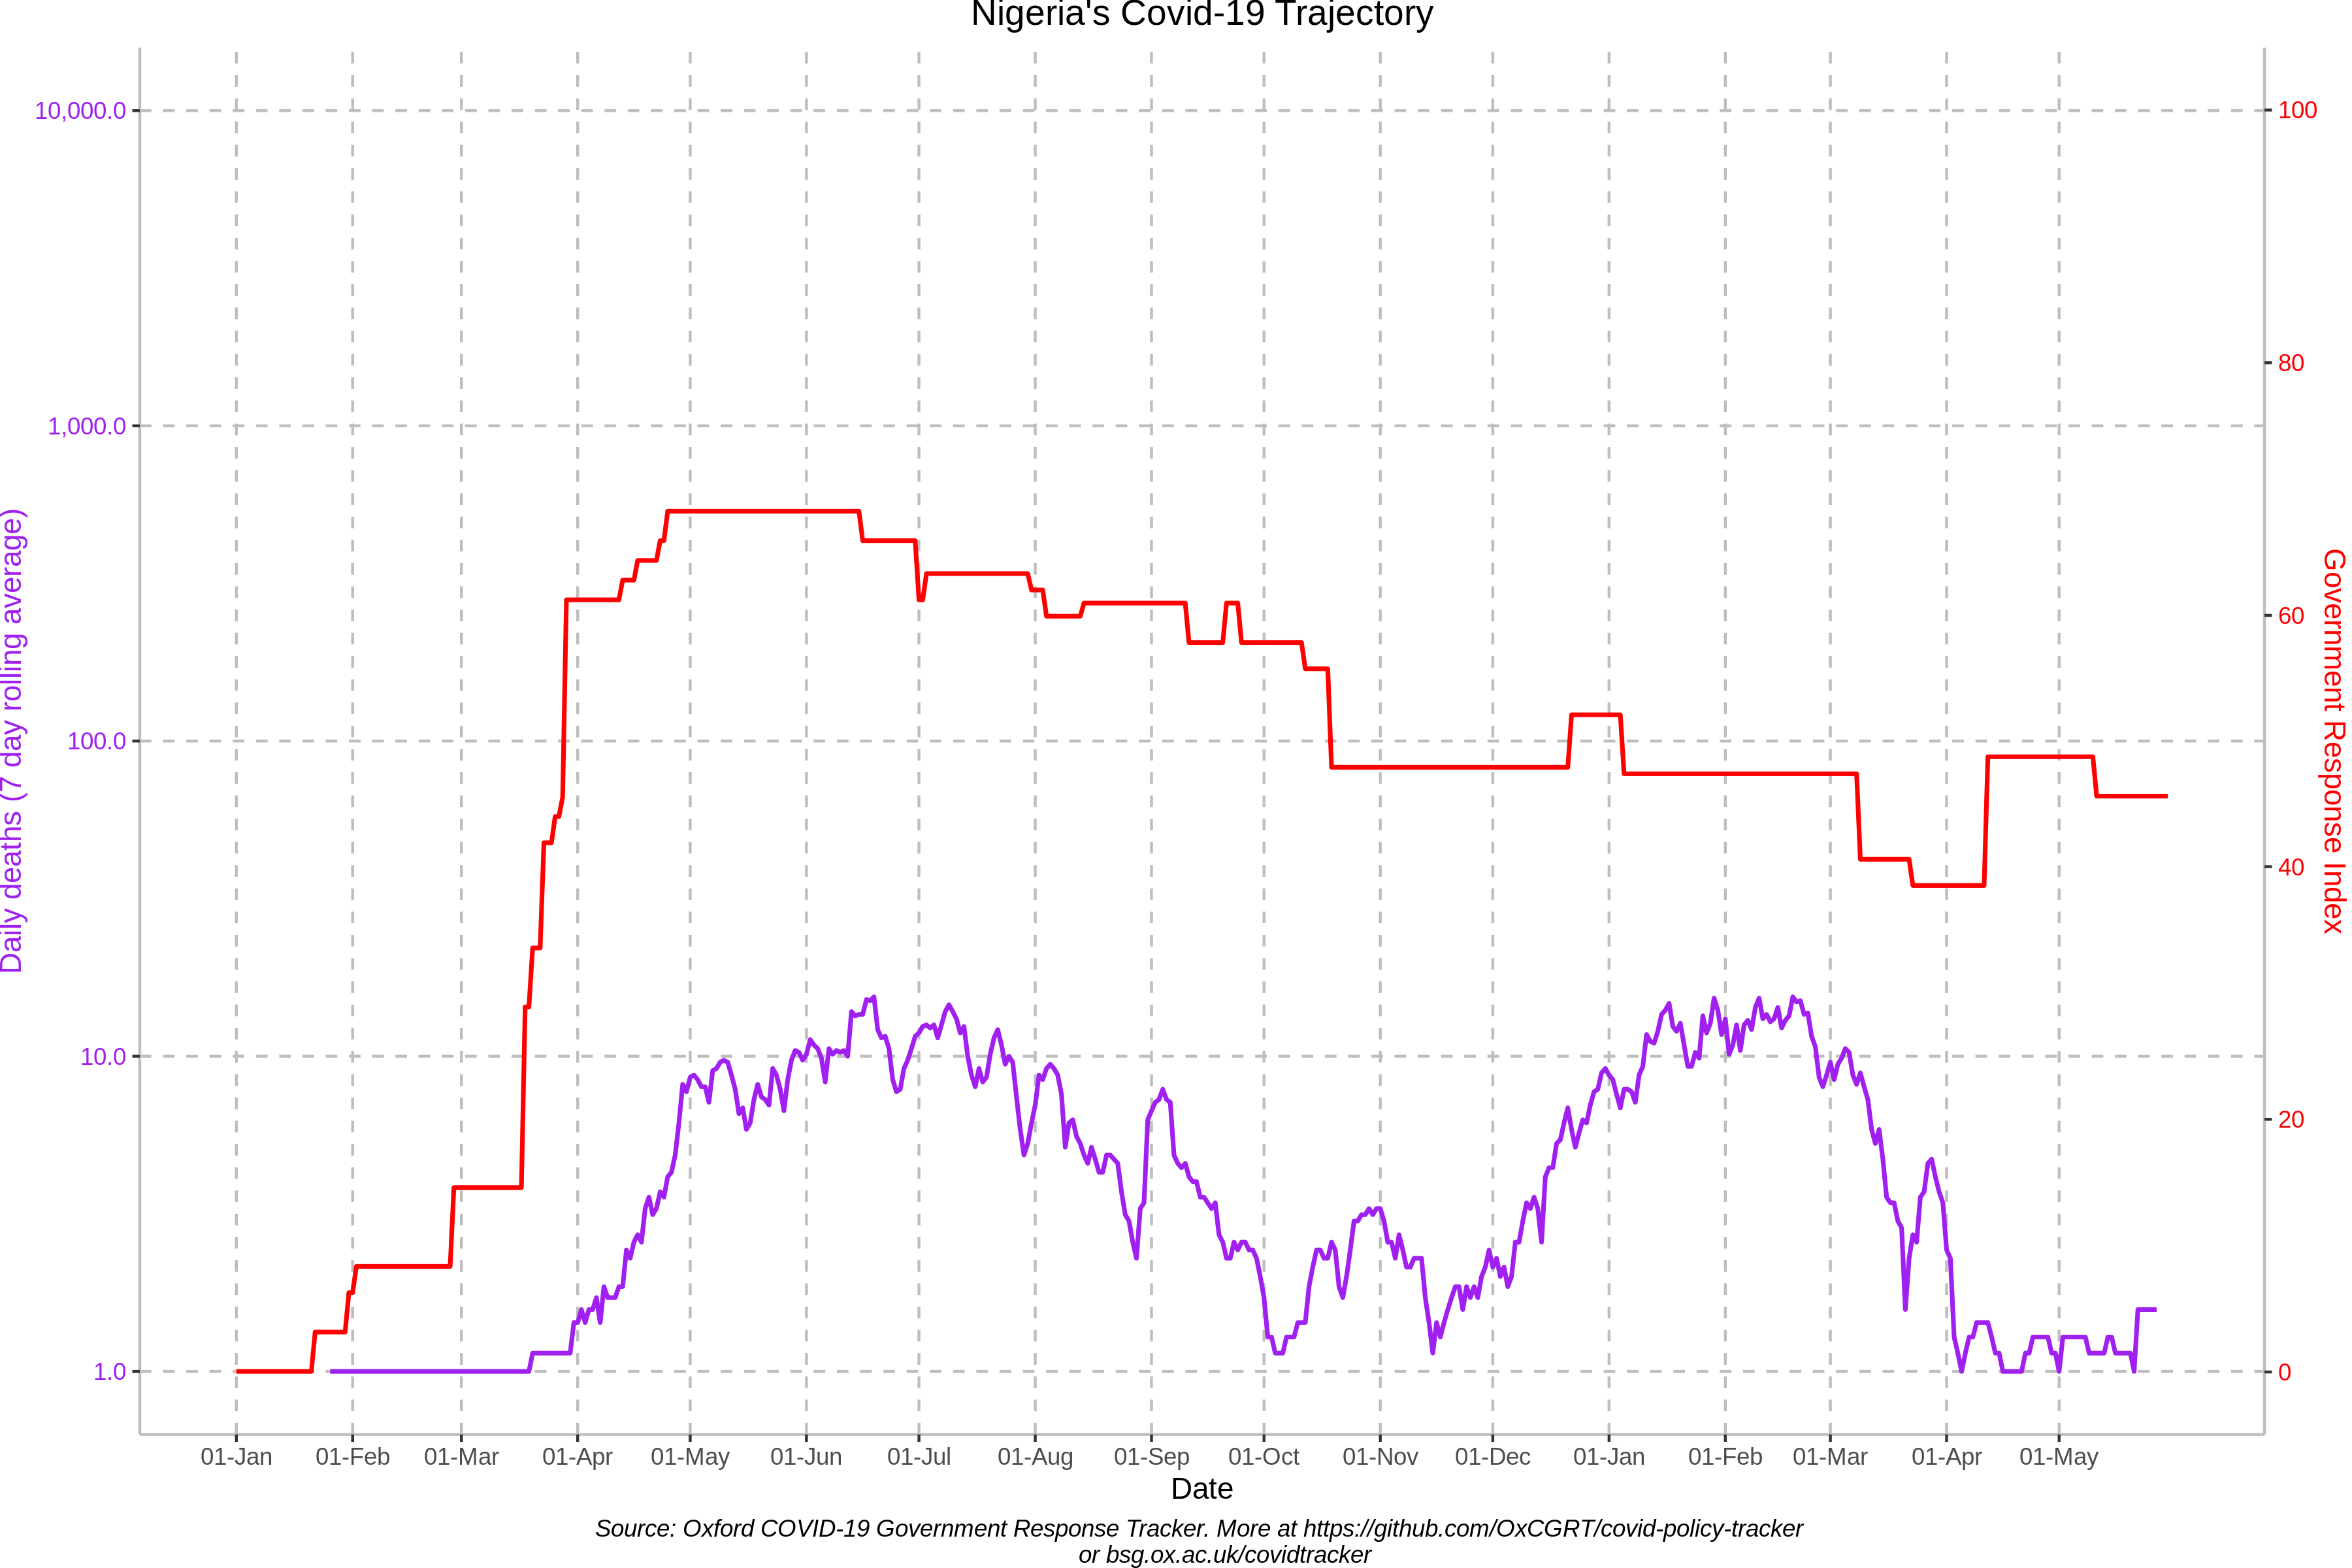 Nigeria's Covid-19 Trajectory
10,000.0
1,000.0
100.0
10.0
1.0
Daily deaths (7 day rolling average)
100
80
60
40
20
0
Government Response Index
01-Jan 01-Feb 01-Mar 01-Apr 01-May 01-Jun 01-Jul 01-Aug 01-Sep 01-Oct 01-Nov 01-Dec 01-Jan 01-Feb 01-Mar 01-Apr 01-May
Date
Source: Oxford COVID-19 Government Response Tracker. More at https://github.com/OxCGRT/covid-policy-tracker
or bsg.ox.ac.uk/covidtracker